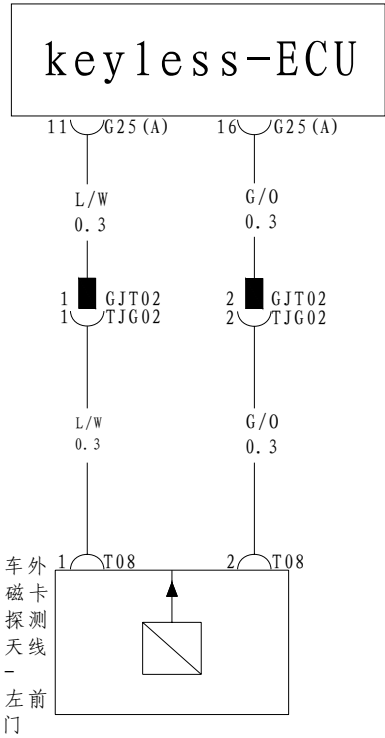 keyless-ECU
11 G25(A) 16 G25(A)
L/W G/O
0.3 0.3
1 GJT02 2 GJT02
1 TJG02 2 TJG02
L/W G/O
0.3 0.3
1 T08 2 T08
车外
磁卡
探测
天线
-
左前
门